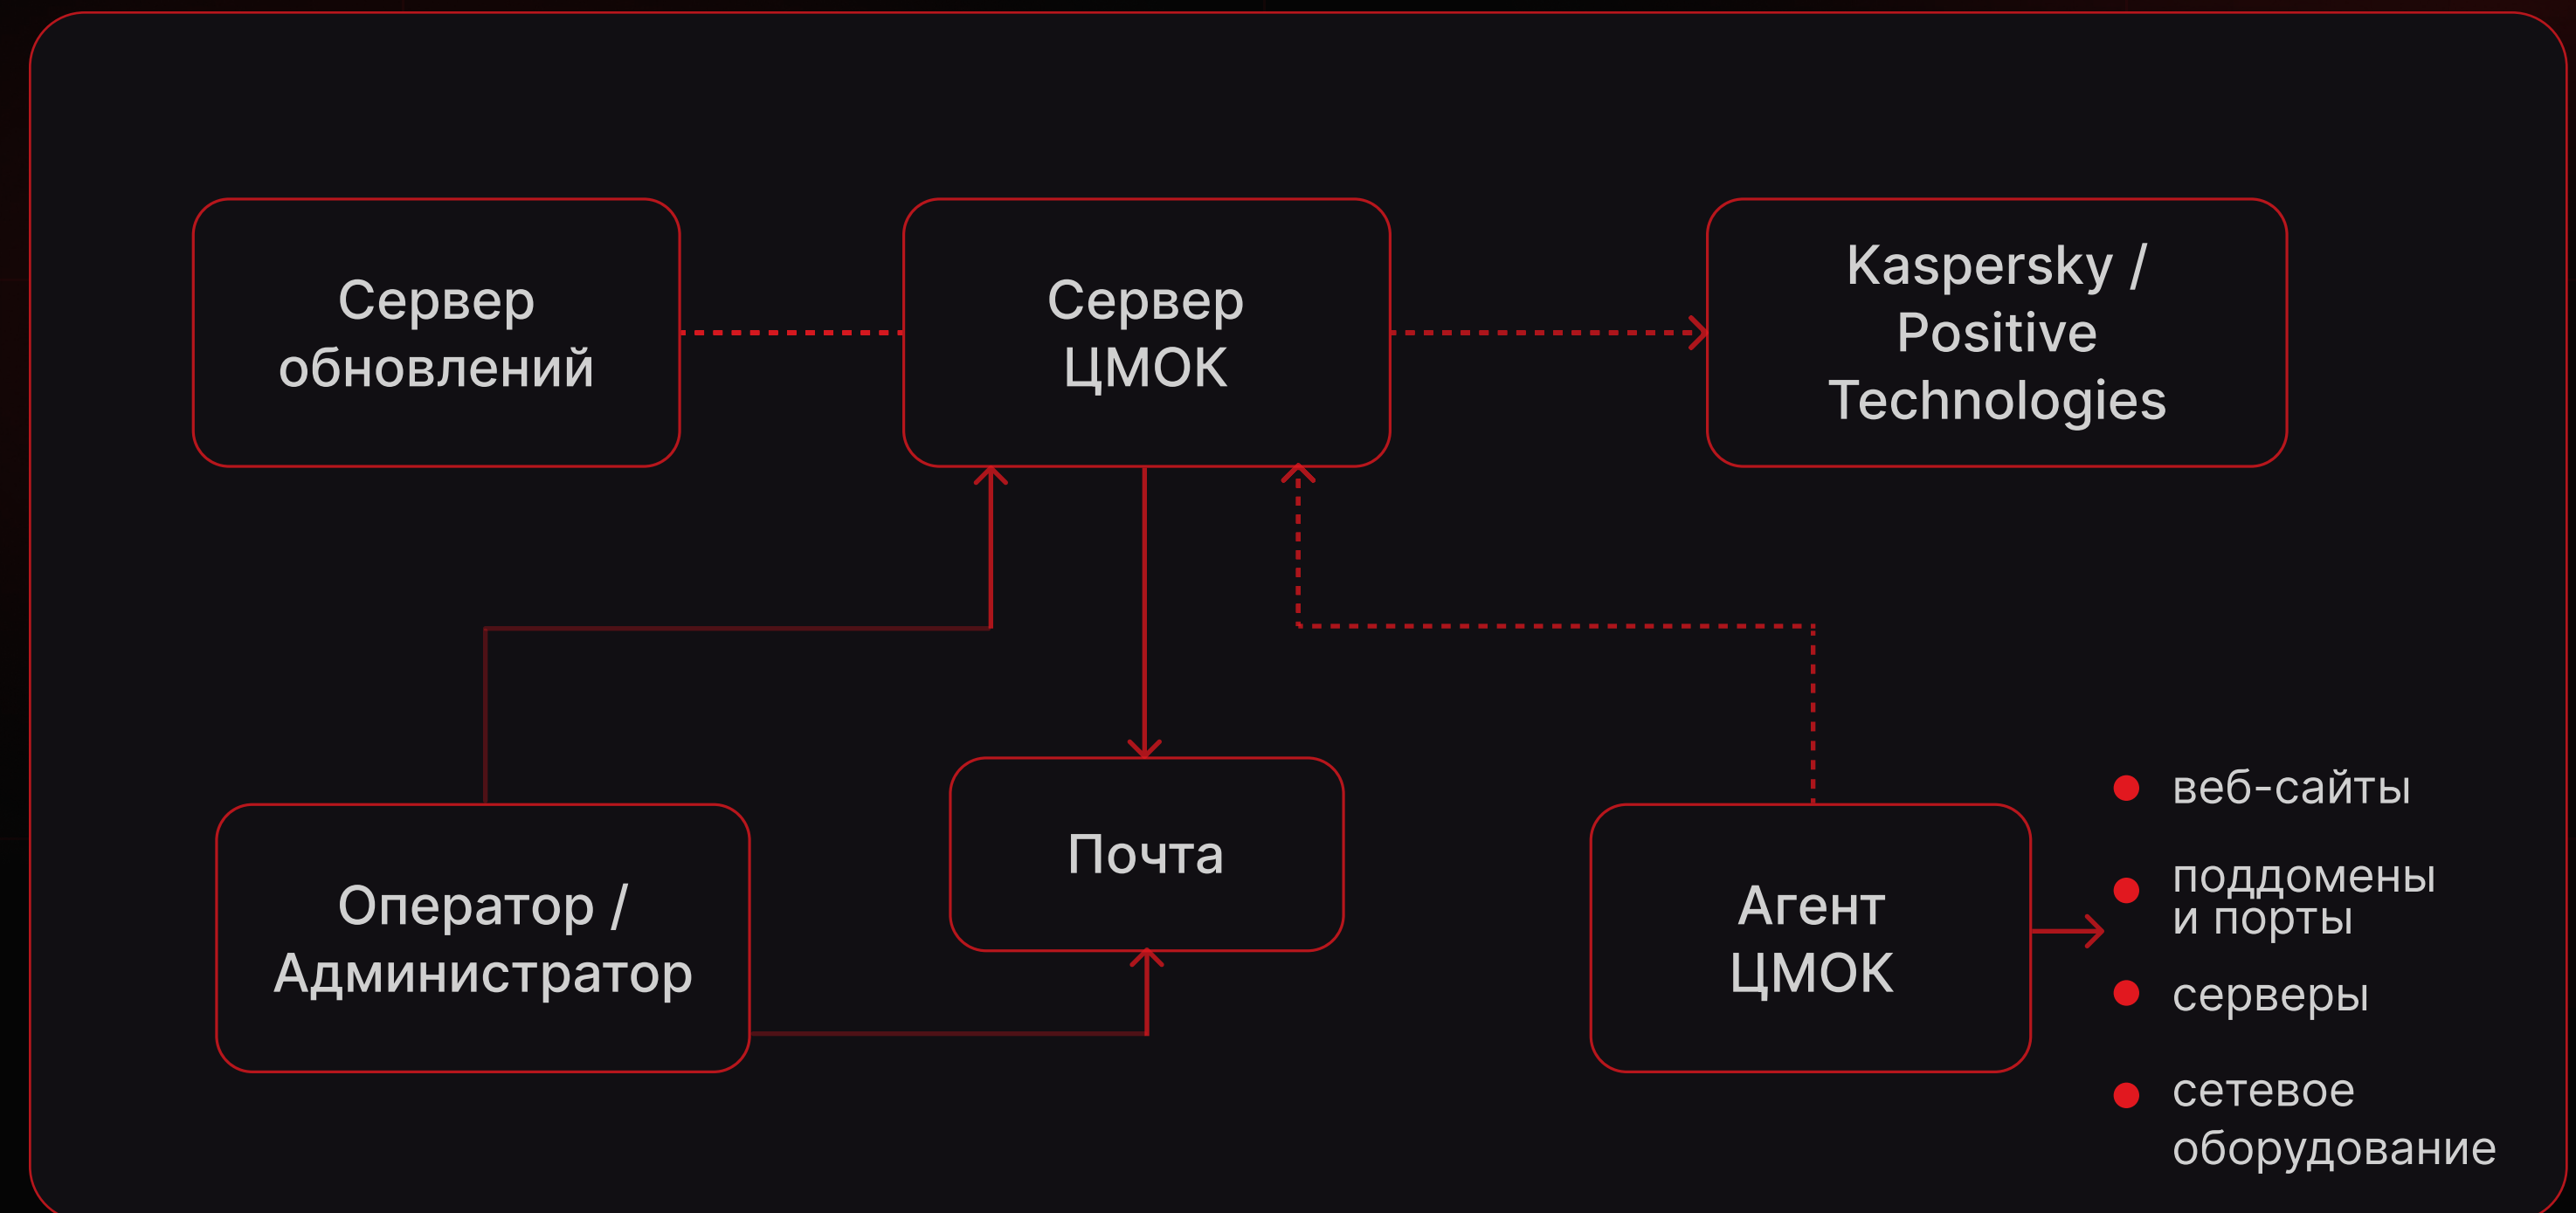 Сервер
обновлений
Сервер
ЦМОК
Kaspersky /
Positive
Technologies
Оператор /
Администратор
Почта
Агент
ЦМОК
веб-сайты
поддомены
и порты
серверы
сетевое
оборудование